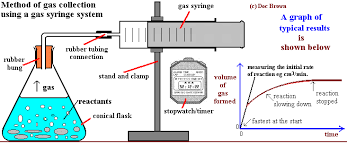 Method of gas collection
using a gas syringe system
gas syringe
(c) Doc Brown
A graph of
typical results
is shown below
rubber
bung
rubber tubing
connection
gas
stand and clamp
reactants
conical flask
stopwatch/timer
volume
of
gas
formed
measuring the initial rate
of reaction eg cm³/min.
reaction
slowing down
reaction
stopped
fastest at the start
0
time